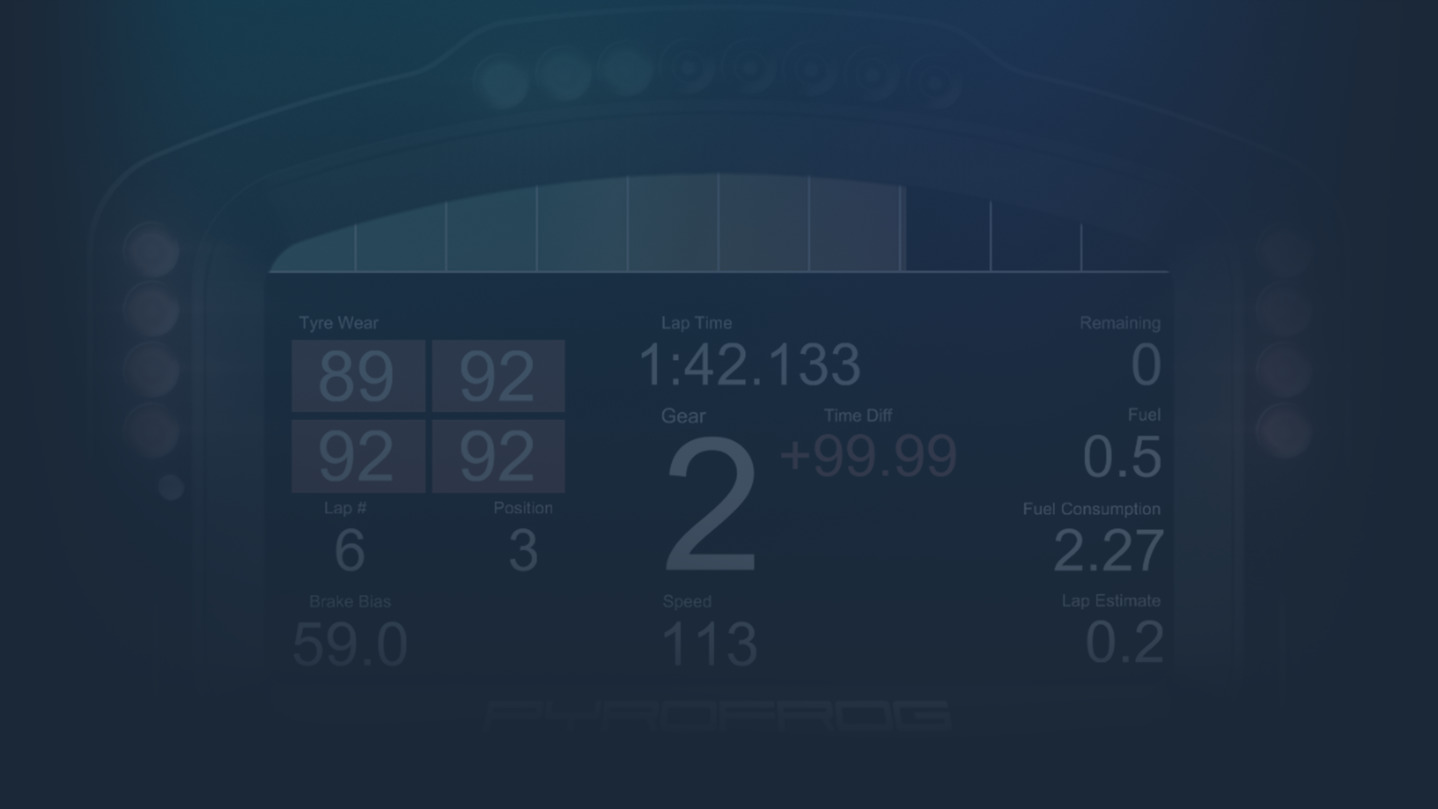 Tyre Wear
89 92
92 92
Lap # Position
6 3
Brake Bias
59.0
Lap Time
1:42.133
Gear Time Diff
2 +99.99
Speed
113
Remaining
0
Fuel
0.5
Fuel Consumption
2.27
Lap Estimate
0.2
PYROFROG